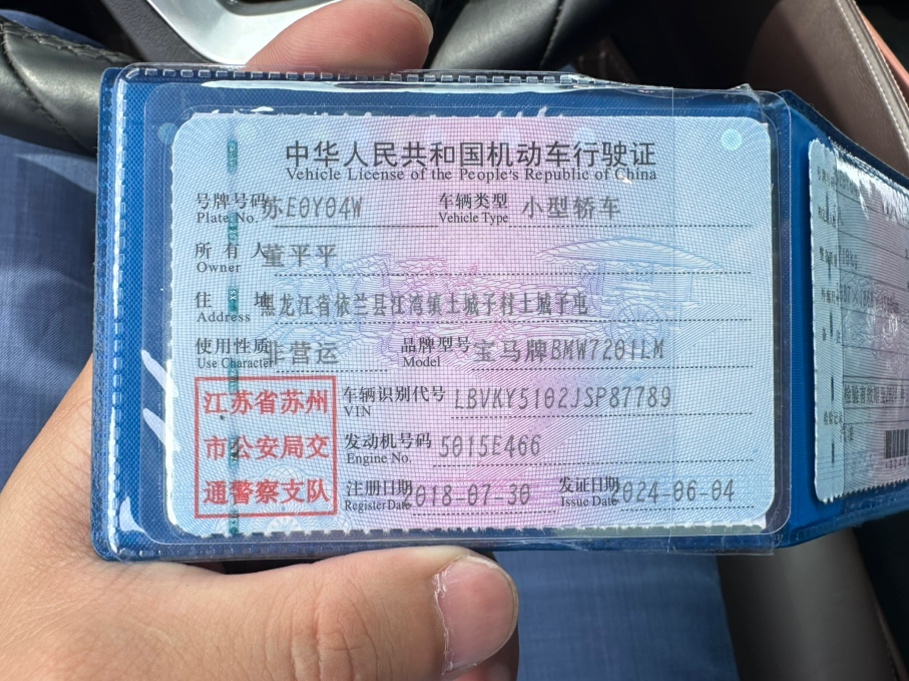 中华人民共和国机动车行驶证
Vehicle License of the People's Republic of China
号牌号码 苏E0Y04W 车辆类型 小型轿车
Plate No. Vehicle Type
所有人 董平平
Owner
住址 黑龙江省依兰县江湾镇土城子村土城子屯
Address
使用性质 非营运 品牌型号 宝马牌BMW7201LM
Use Character Model
江苏省苏州
市公安局交
通警察支队
车辆识别代号 LBVKY5102JSP87789
VIN
发动机号码 5015E466
Engine No.
注册日期 2018-07-30 发证日期 2024-06-04
Register Date Issue Date